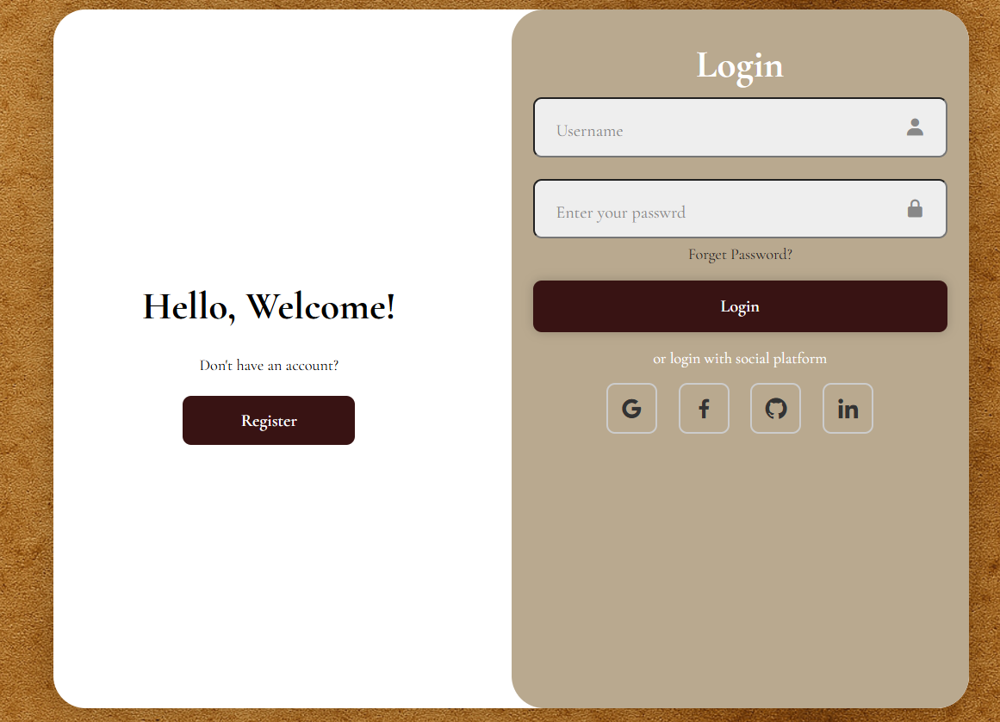 Hello, Welcome!
Don't have an account?
Register
Login
Username
Enter your passwrd
Forget Password?
Login
or login with social platform